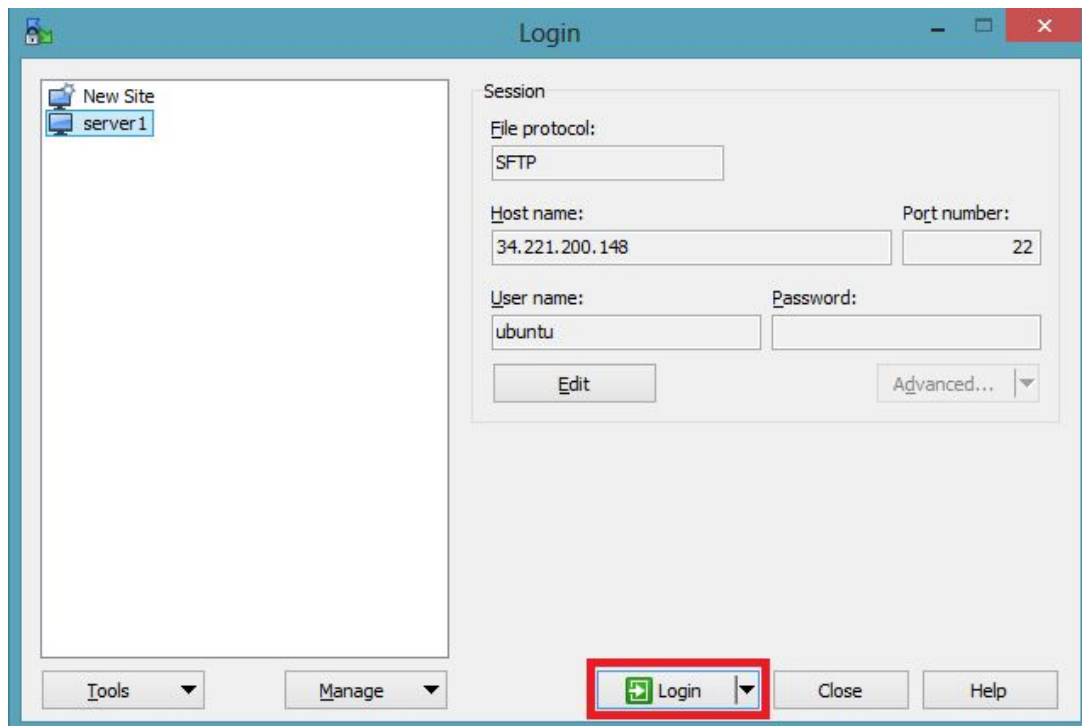 Login
New Site
server1
Session
File protocol:
SFTP
Host name:
Port number:
34.221.200.148
22
User name:
Password:
ubuntu
Edit
Advanced...
Tools
Manage
Login
Close
Help